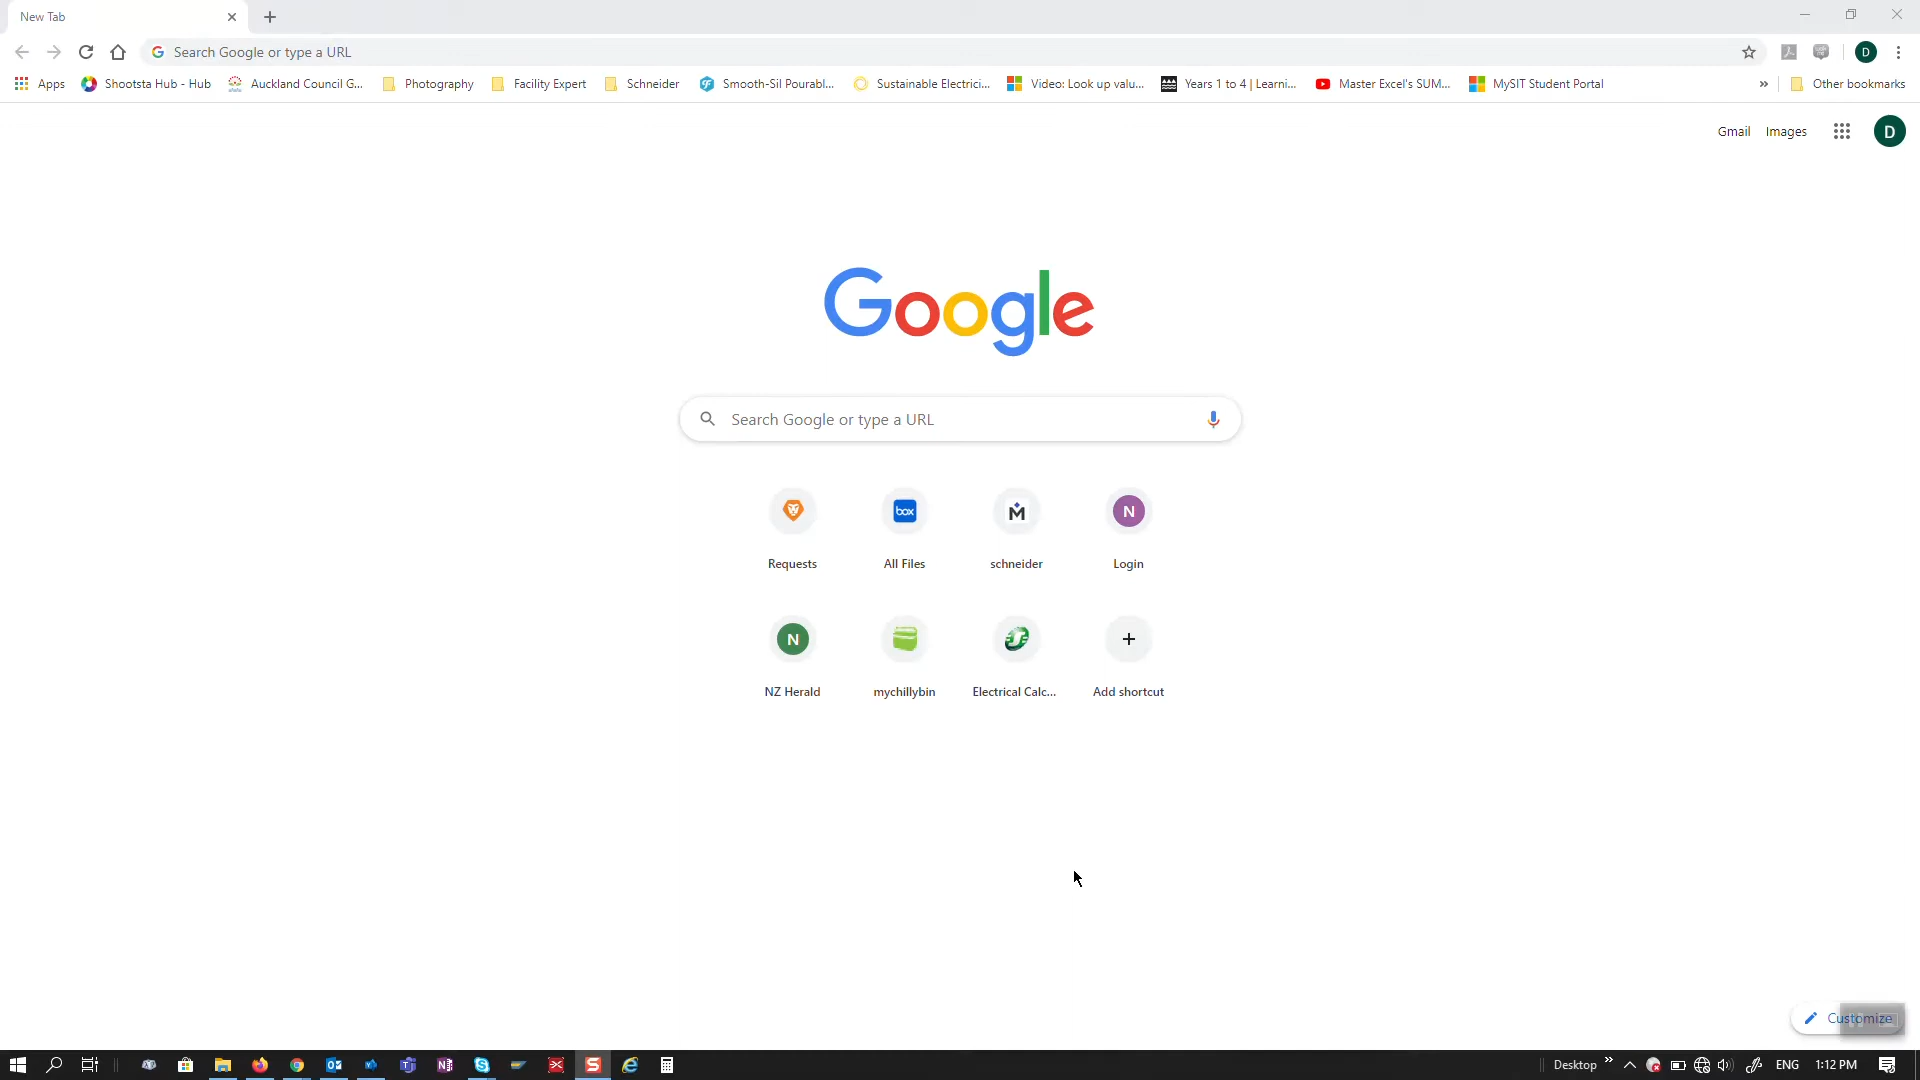 New Tab
Search Google or type a URL
D
Apps
Shootsta Hub - Hub
Auckland Council G...
Photography
Facility Expert
Schneider
Smooth-Sil Pourabl...
Sustainable Electrici...
Video: Look up valu...
Years 1 to 4 | Learni...
Master Excel's SUM...
MySIT Student Portal
»
Other bookmarks
Gmail
Images
D
Google
Search Google or type a URL
box
M
N
Requests
All Files
schneider
Login
N
NZ Herald
mychillybin
Electrical Calc...
Add shortcut
Customize
Desktop
ENG
1:12 PM